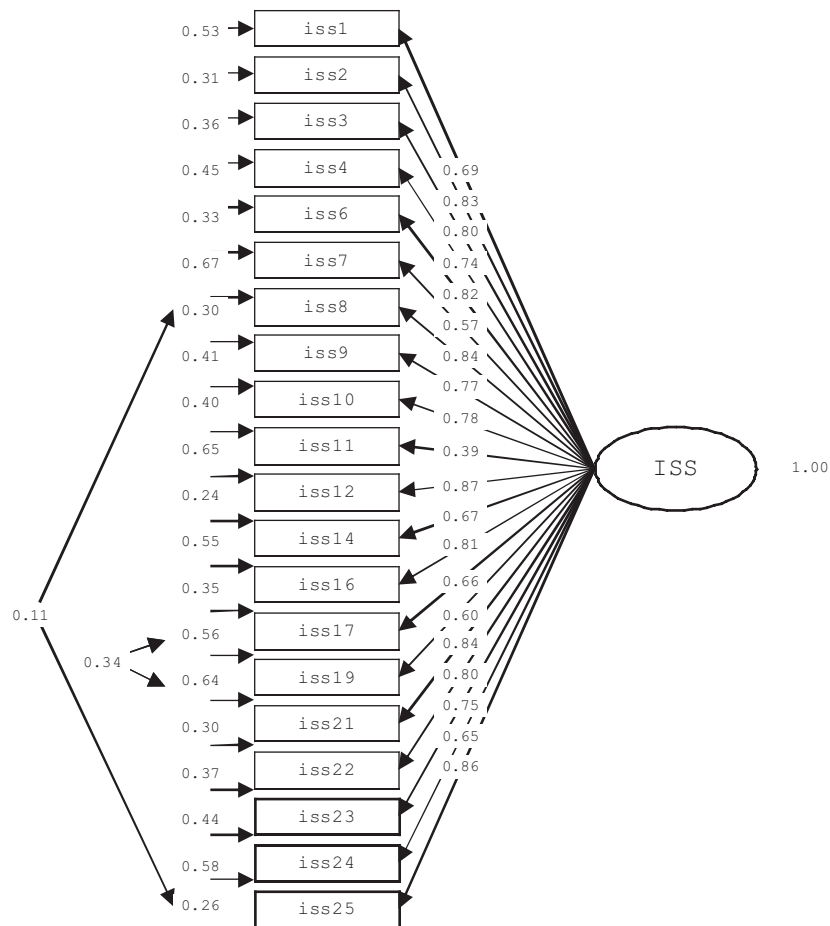 0.53 iss1
0.31 iss2
0.36 iss3
0.45 iss4 0.69
0.33 iss6 0.83
0.80
0.67 iss7 0.74
0.30 iss8 0.82
0.57
0.41 iss9 0.84
0.40 iss10 0.77
0.78
0.65 iss11 0.39
ISS 1.00
0.24 iss12 0.87
0.55 iss14 0.67
0.81
0.35 iss16 0.66
0.11 0.60
0.56 iss17 0.84
0.34
0.64 iss19 0.80
0.75
0.30 iss21 0.65
0.37 iss22 0.86
0.44 iss23
0.58 iss24
0.26 iss25